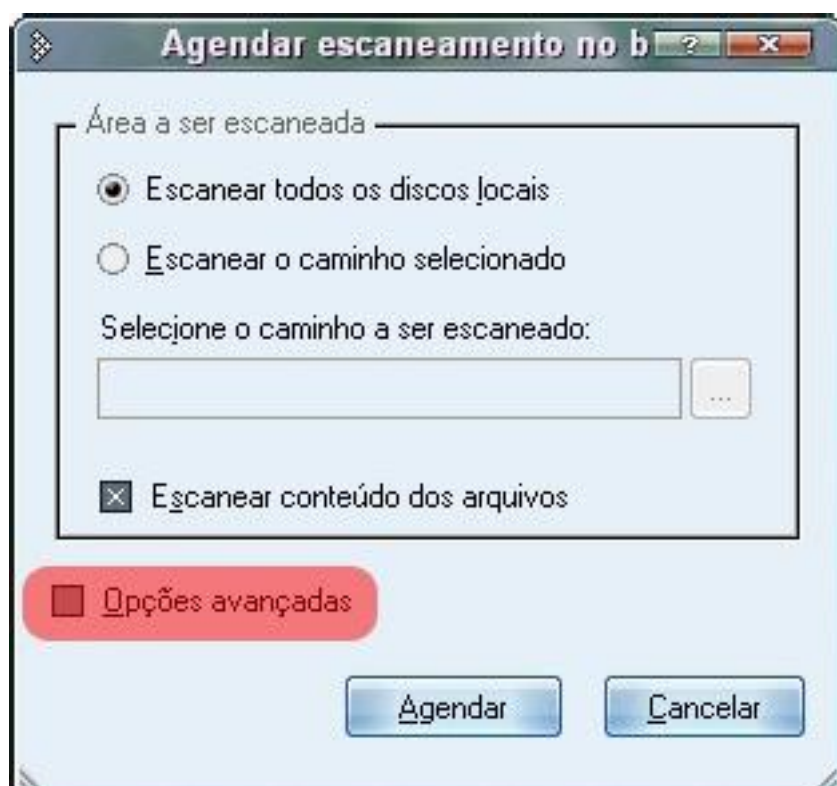 Agendar escaneamento no b
Área a ser escaneada
Escanear todos os discos locais
Escanear o caminho selecionado
Selecione o caminho a ser escaneado:
...
Escanear conteúdo dos arquivos
Opções avançadas
Agendar
Cancelar